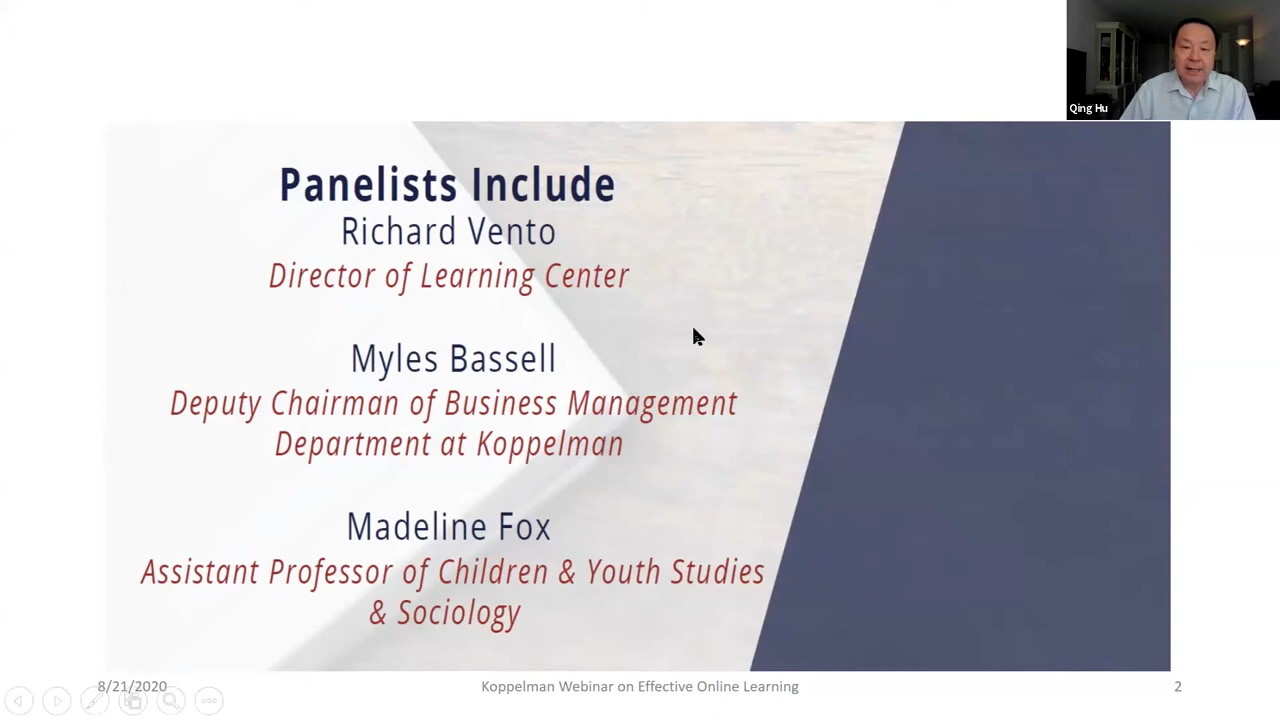 Qing Hu
Panelists Include
Richard Vento
Director of Learning Center
Myles Bassell
Deputy Chairman of Business Management
Department at Koppelman
Madeline Fox
Assistant Professor of Children & Youth Studies
& Sociology
8/21/2020
Koppelman Webinar on Effective Online Learning
2